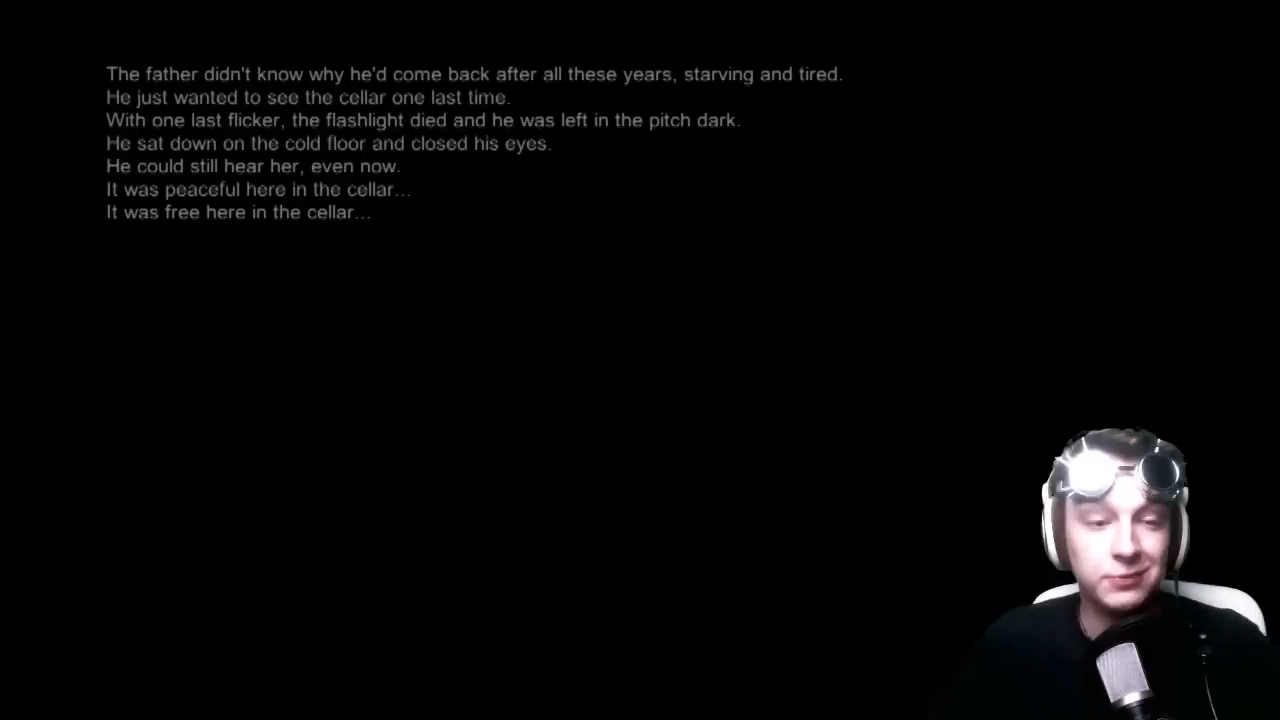 The father didn't know why he'd come back after all these years, starving and tired.
He just wanted to see the cellar one last time.
With one last flicker, the flashlight died and he was left in the pitch dark.
He sat down on the cold floor and closed his eyes.
He could still hear her, even now.
It was peaceful here in the cellar...
It was free here in the cellar...